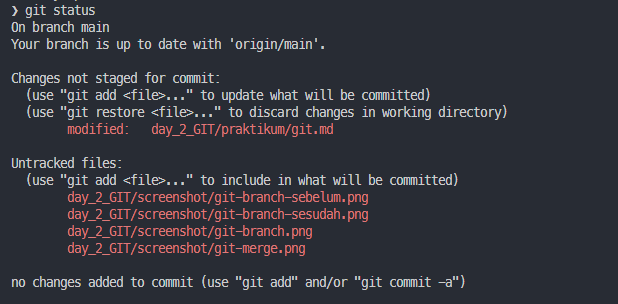 ❯ git status
On branch main
Your branch is up to date with 'origin/main'.
Changes not staged for commit:
(use "git add <file>..." to update what will be committed)
(use "git restore <file>..." to discard changes in working directory)
modified: day_2_GIT/praktikum/git.md
Untracked files:
(use "git add <file>..." to include in what will be committed)
day_2_GIT/screenshot/git-branch-sebelum.png
day_2_GIT/screenshot/git-branch-sesudah.png
day_2_GIT/screenshot/git-branch.png
day_2_GIT/screenshot/git-merge.png
no changes added to commit (use "git add" and/or "git commit -a")